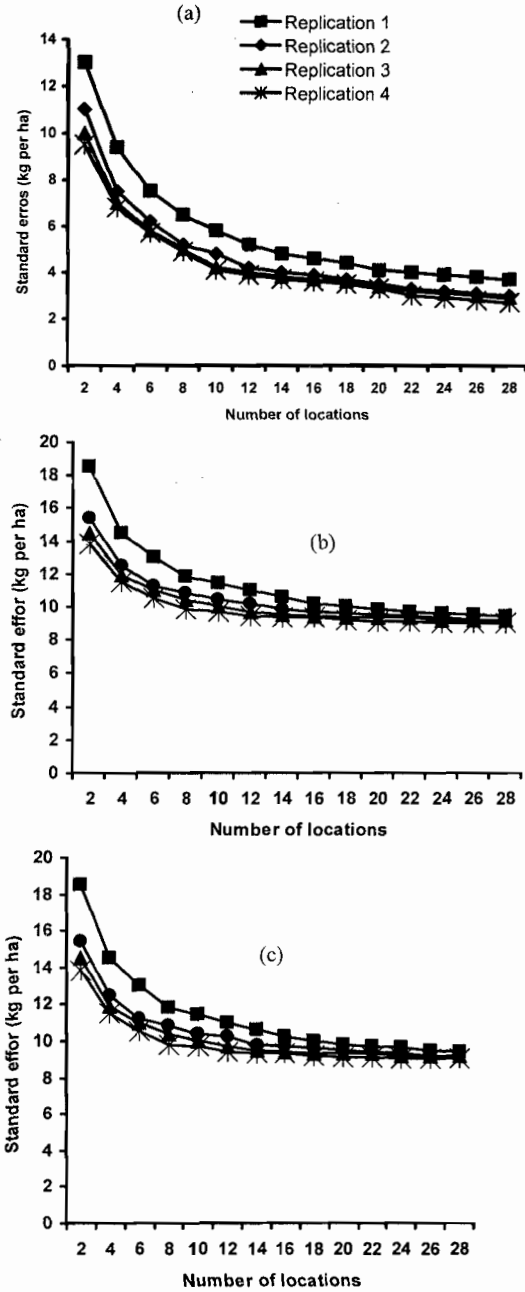 (a)
Replication 1
Replication 2
Replication 3
Replication 4
Standard erros (kg per ha)
14
12
10
8
6
4
2
0
2 4 6 8 10 12 14 16 18 20 22 24 26 28
Number of locations
(b)
Standard effor (kg per ha)
20
18
16
14
12
10
8
6
4
2
0
2 4 6 8 10 12 14 16 18 20 22 24 26 28
Number of locations
(c)
Standard effor (kg per ha)
20
18
16
14
12
10
8
6
4
2
0
2 4 6 8 10 12 14 16 18 20 22 24 26 28
Number of locations